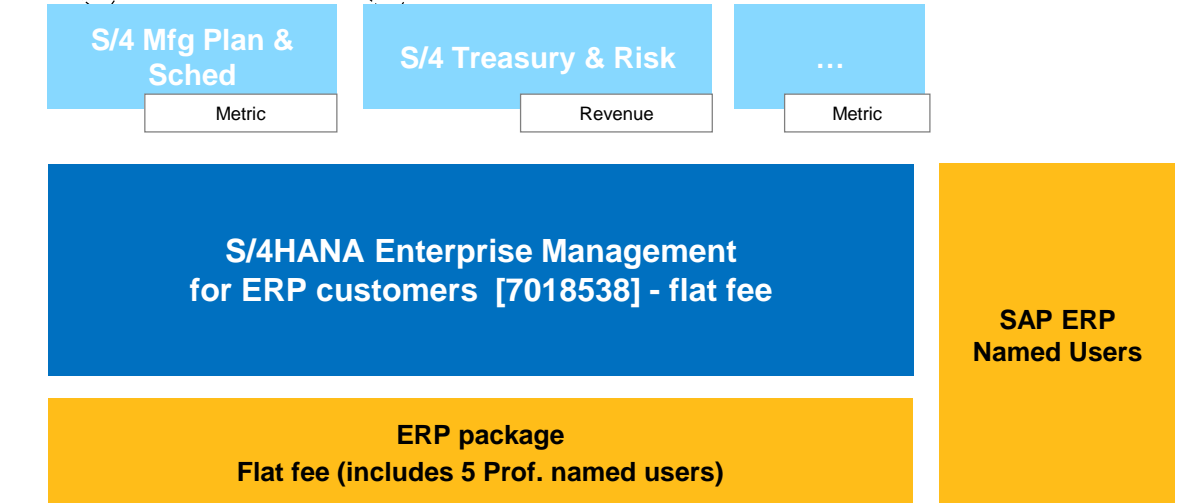 S/4 Mfg Plan &
Sched
Metric
S/4 Treasury & Risk
Revenue
...
Metric
S/4HANA Enterprise Management
for ERP customers [7018538] - flat fee
SAP ERP
Named Users
ERP package
Flat fee (includes 5 Prof. named users)